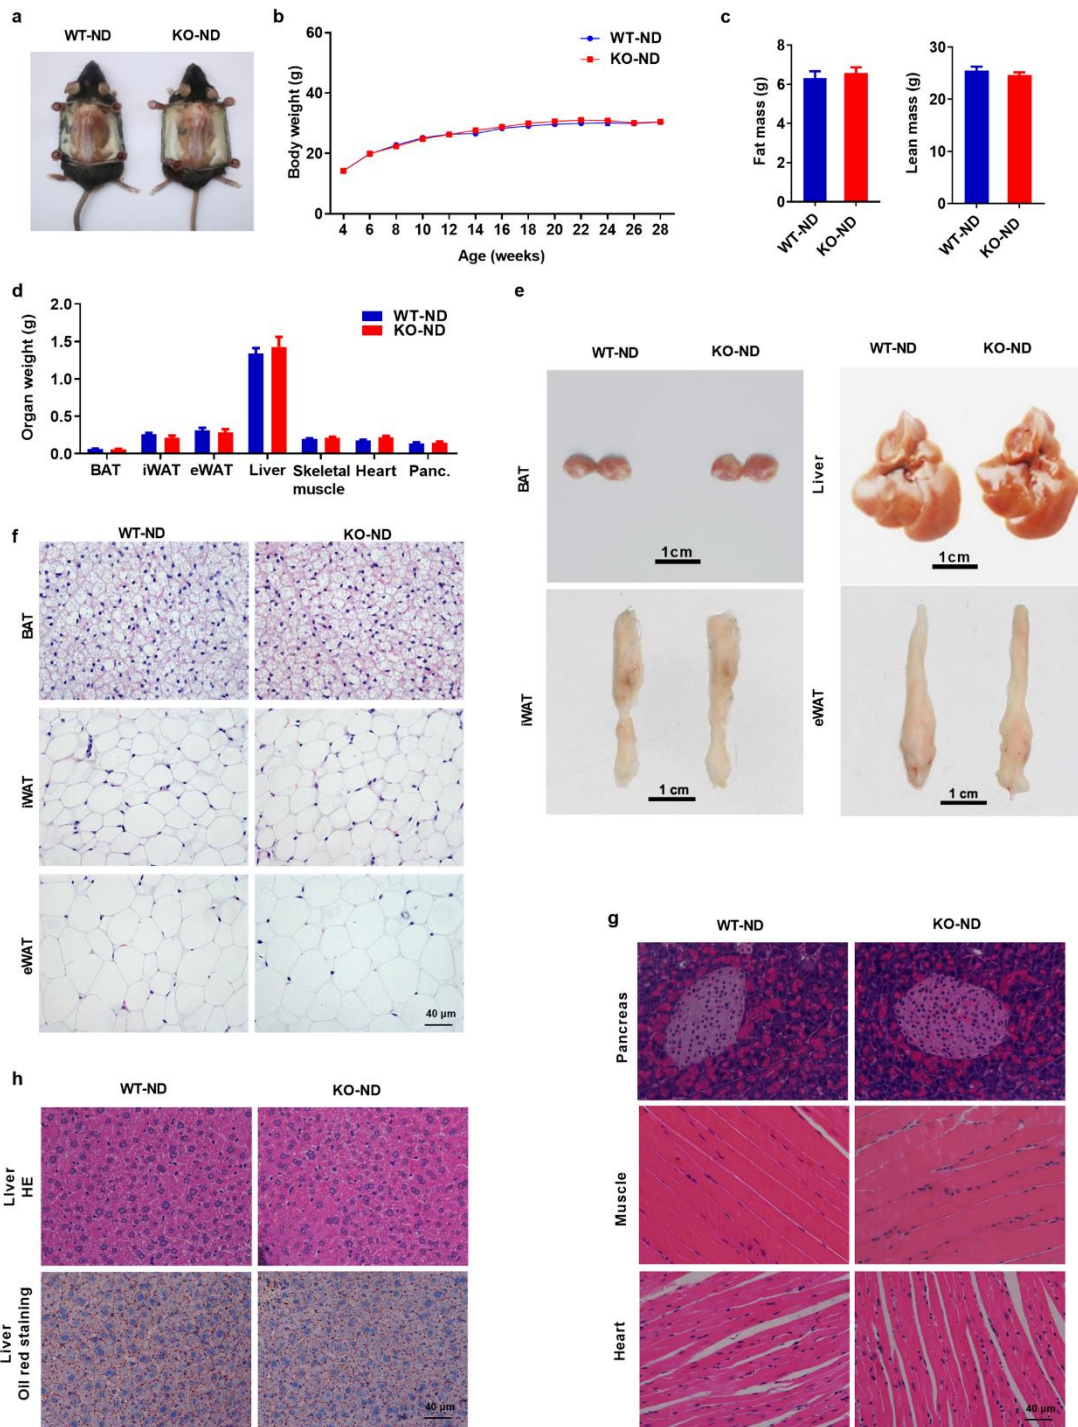 a
WT-ND KO-ND
b
Body weight (g)
60
40
20
0
WT-ND
KO-ND
4 6 8 10 12 14 16 18 20 22 24 26 28
Age (weeks)
c
Fat mass (g)
8
6
4
2
0
WT-ND
KO-ND
Lean mass (g)
30
20
10
0
WT-ND
KO-ND
d
Organ weight (g)
2.0
1.5
1.0
0.5
0.0
WT-ND
KO-ND
BAT iWAT eWAT Liver Skeletal Heart Panc.
muscle
e
WT-ND KO-ND
BAT
1cm
WT-ND KO-ND
Liver
1cm
iWAT
1 cm
eWAT
1 cm
f
WT-ND KO-ND
BAT
iWAT
eWAT
40 μm
g
WT-ND KO-ND
Pancreas
Muscle
Heart
40 μm
h
WT-ND KO-ND
Liver
HE
Liver
Oil red staining
40 μm